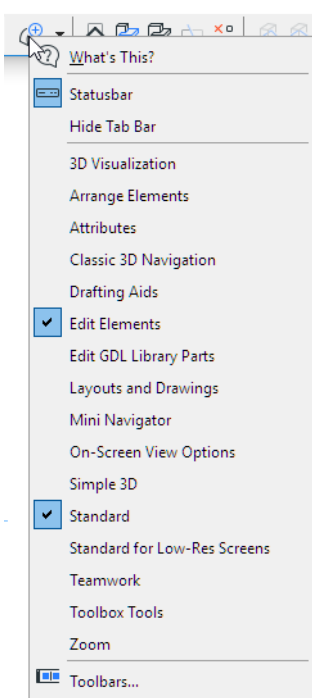 What's This?
Statusbar
Hide Tab Bar
3D Visualization
Arrange Elements
Attributes
Classic 3D Navigation
Drafting Aids
Edit Elements
Edit GDL Library Parts
Layouts and Drawings
Mini Navigator
On-Screen View Options
Simple 3D
Standard
Standard for Low-Res Screens
Teamwork
Toolbox Tools
Zoom
Toolbars...